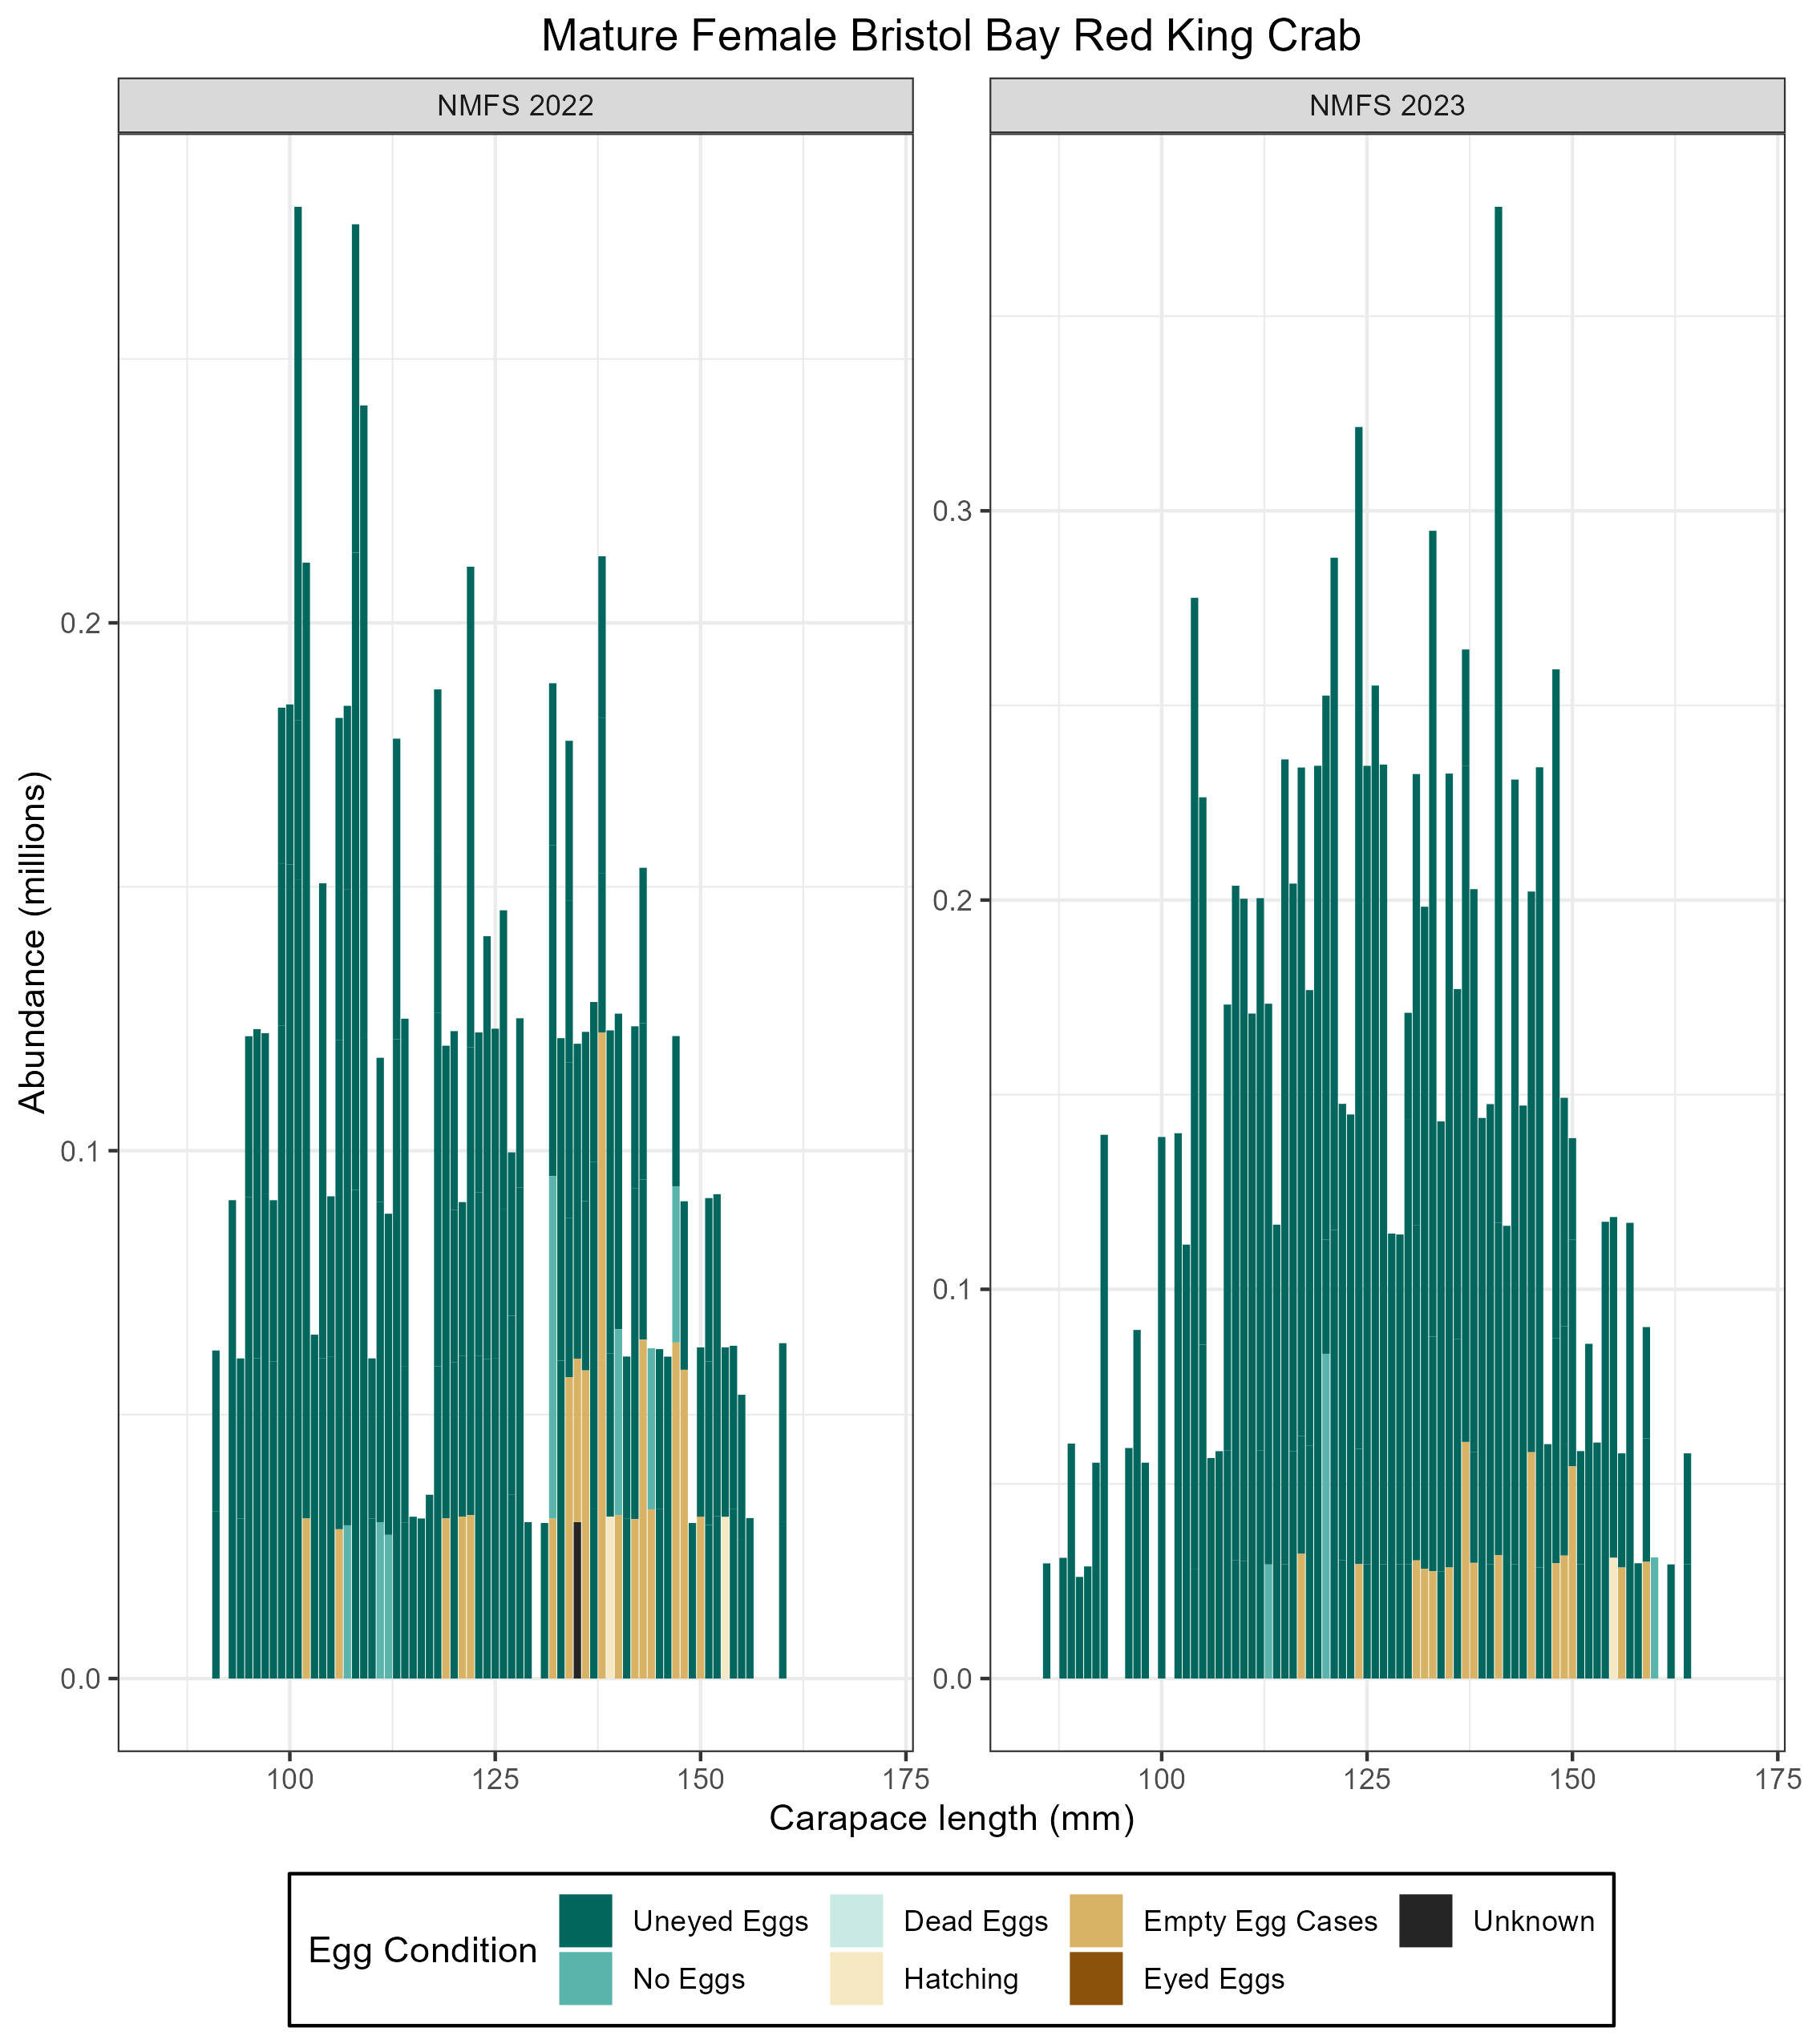 Mature Female Bristol Bay Red King Crab
NMFS 2022
NMFS 2023
Abundance (millions)
0.2
0.1
0.0
0.3
0.2
0.1
0.0
100 125 150 175
100 125 150 175
Carapace length (mm)
Egg Condition
Uneyed Eggs
No Eggs
Dead Eggs
Hatching
Empty Egg Cases
Eyed Eggs
Unknown